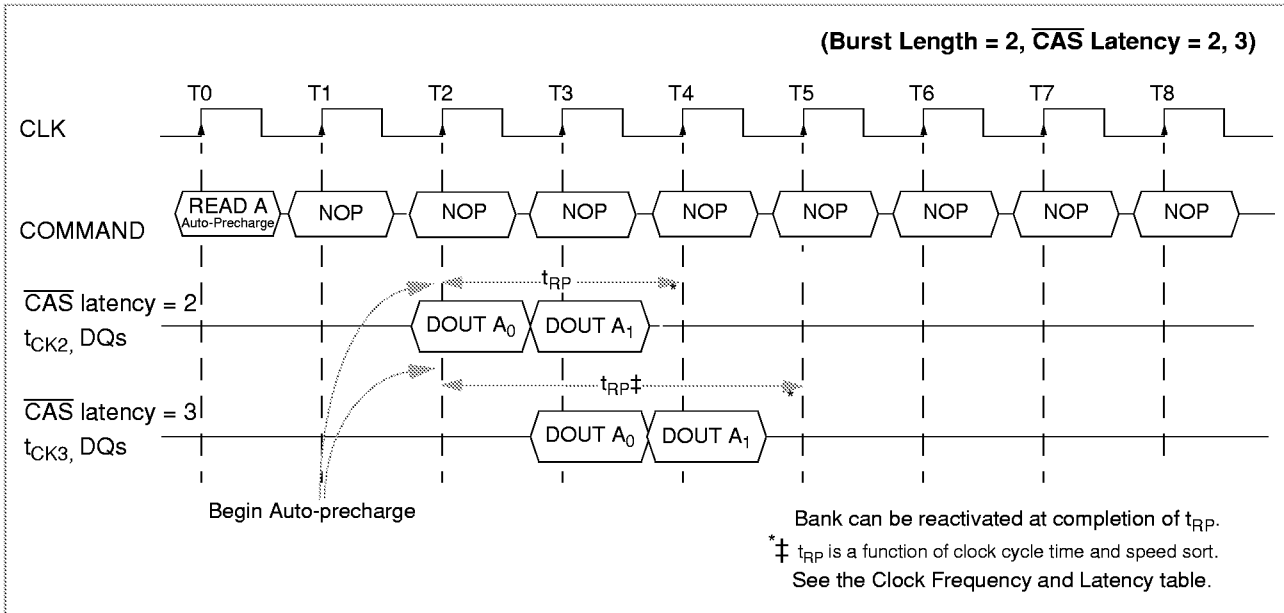 (Burst Length = 2, CAS Latency = 2, 3)
T0 T1 T2 T3 T4 T5 T6 T7 T8
CLK
COMMAND
READ A
Auto-Precharge
NOP NOP NOP NOP NOP NOP NOP NOP
tRP
*
CAS latency = 2
tCK2, DQs
DOUT A0 DOUT A1
tRP‡
*
CAS latency = 3
tCK3, DQs
DOUT A0 DOUT A1
Begin Auto-precharge
Bank can be reactivated at completion of tRP.
*‡ tRP is a function of clock cycle time and speed sort.
See the Clock Frequency and Latency table.